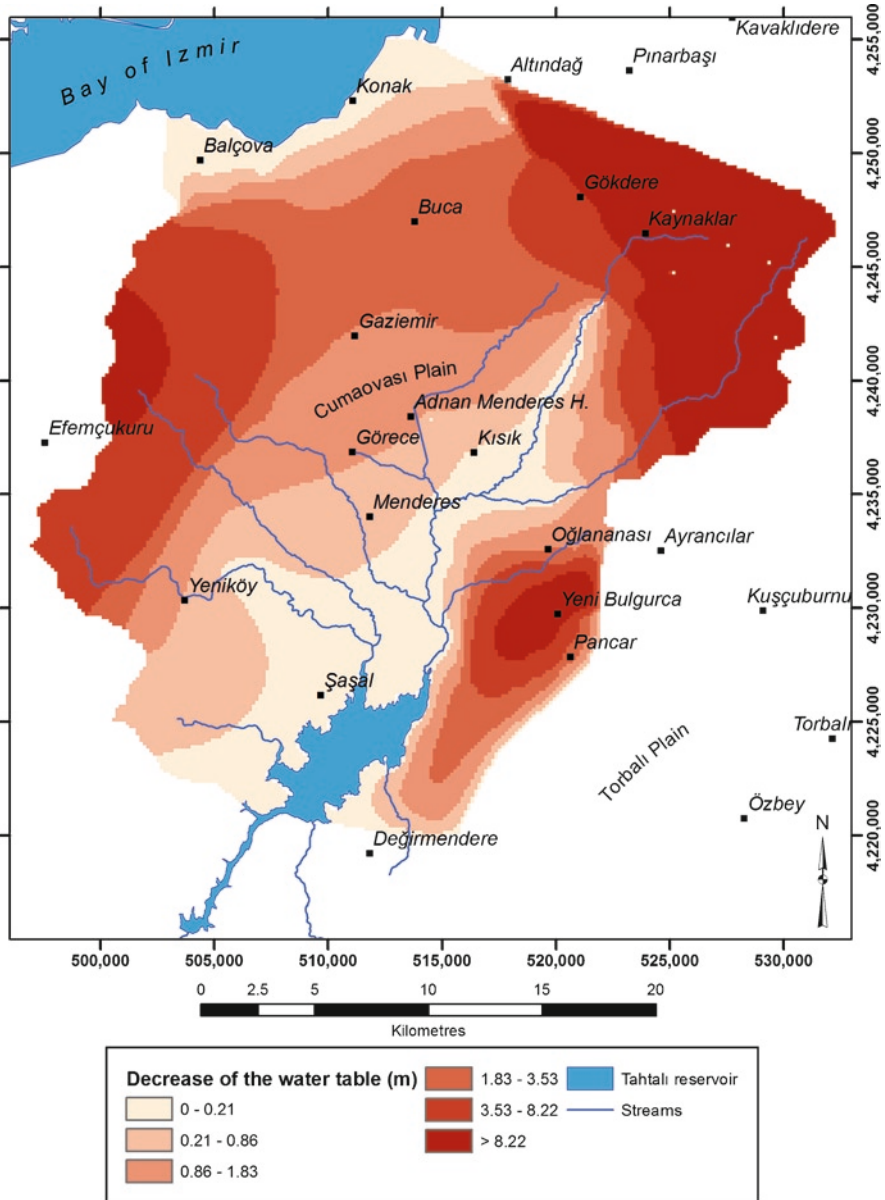 Kavaklıdere
Bay of Izmir
Altındağ
Pınarbaşı
Konak
Balçova
Gökdere
Buca
Kaynaklar
Gaziemir
Cumaovası Plain
Adnan Menderes H.
Efemçukuru
Görece
Kısık
Menderes
Oğlananası
Ayrancılar
Yeniköy
Yeni Bulgurca
Kuşçuburnu
Pancar
Şaşal
Torbalı
Torbalı Plain
Özbey
Değirmendere
N
4,255,000
4,250,000
4,245,000
4,240,000
4,235,000
4,230,000
4,225,000
4,220,000
500,000 505,000 510,000 515,000 520,000 525,000 530,000
0 2.5 5 10 15 20
Kilometres
Decrease of the water table (m)
0 - 0.21
0.21 - 0.86
0.86 - 1.83
1.83 - 3.53
3.53 - 8.22
> 8.22
Tahtalı reservoir
Streams